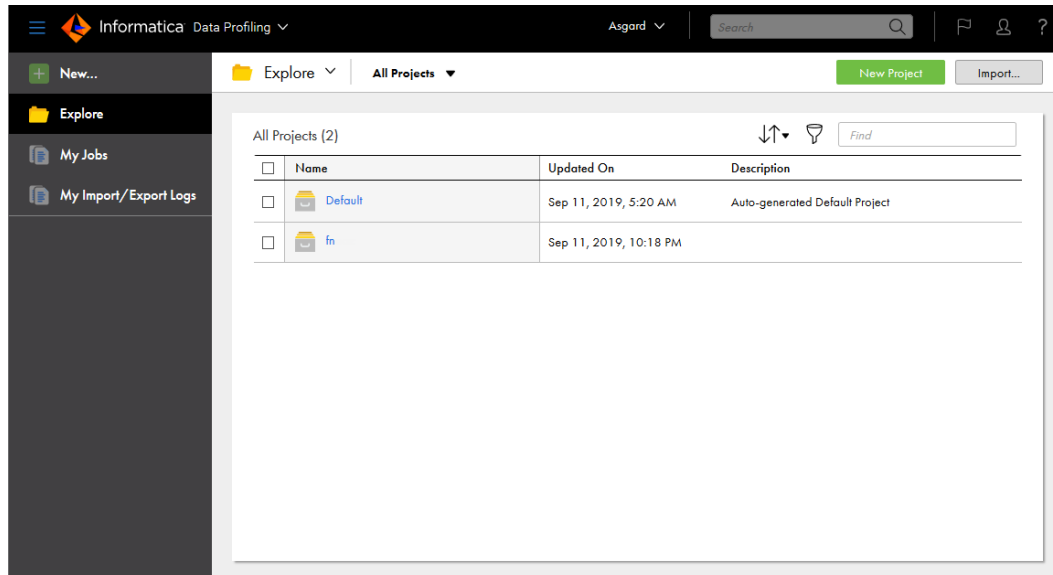 Informatica Data Profiling
Asgard
Search
?
New...
Explore
My Jobs
My Import/Export Logs
Explore
All Projects
New Project
Import...
All Projects (2)
Find
Name Updated On Description
Default Sep 11, 2019, 5:20 AM Auto-generated Default Project
fn Sep 11, 2019, 10:18 PM